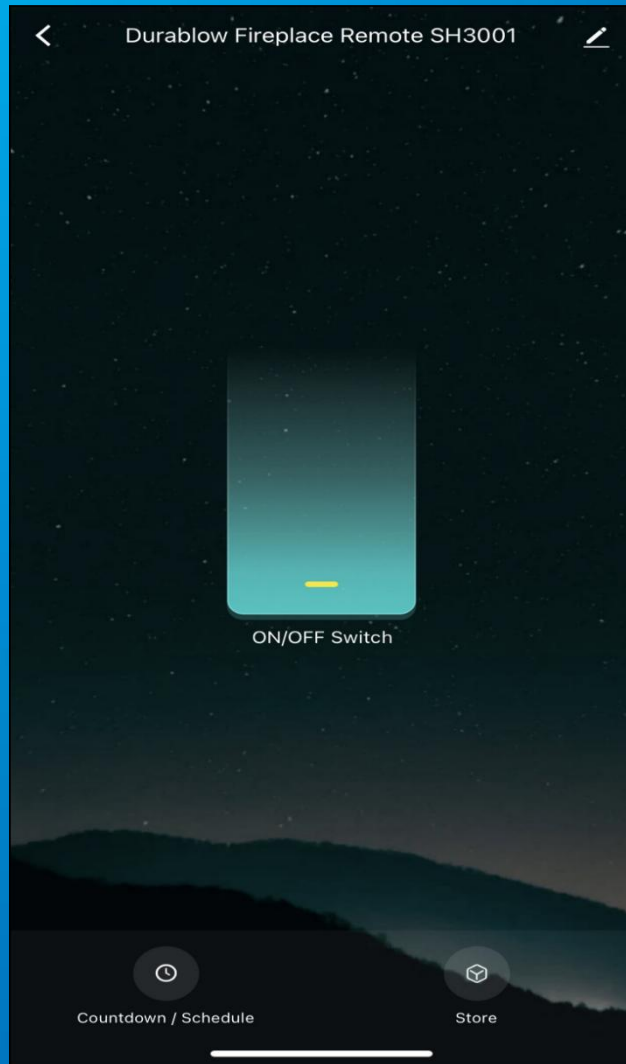 Durablow Fireplace Remote SH3001
ON/OFF Switch
Countdown / Schedule
Store